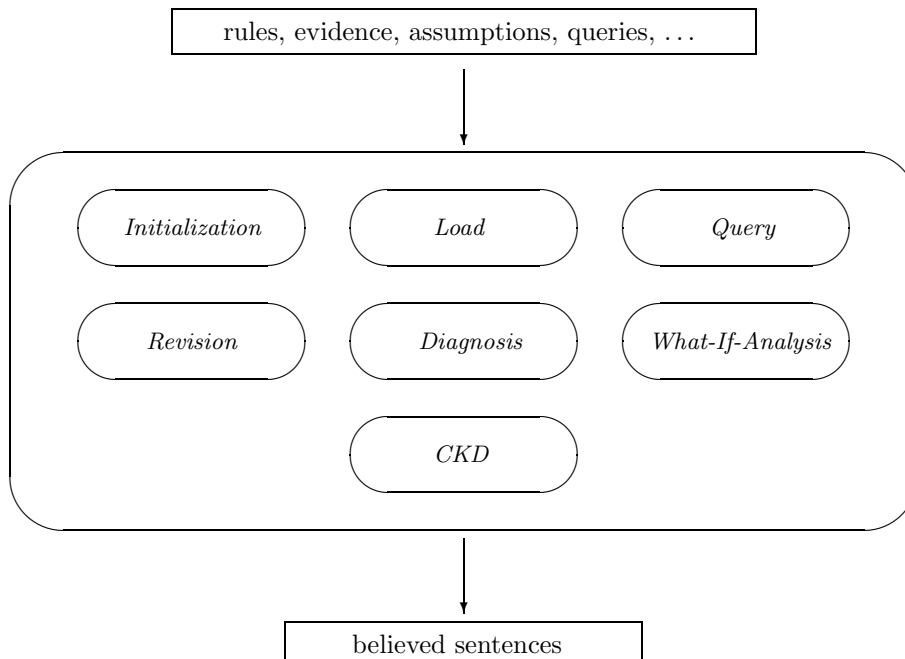 rules, evidence, assumptions, queries, ...
Initialization
Load
Query
Revision
Diagnosis
What-If-Analysis
CKD
believed sentences